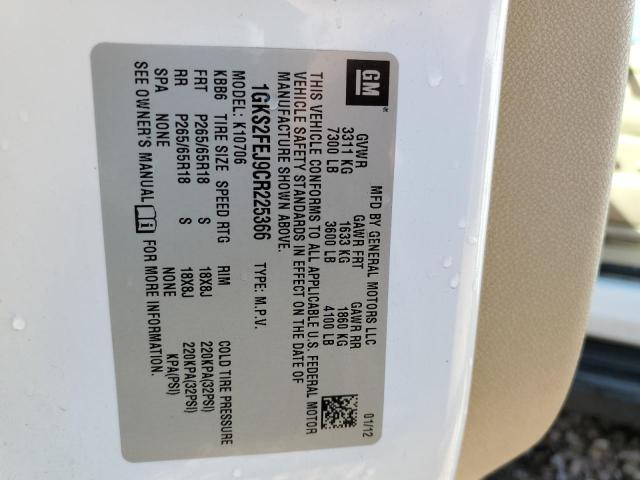 GM
MFD BY GENERAL MOTORS LLC
01/12
GVWR GAWR FRT GAWR RR
3311 KG 1633 KG 1860 KG
7300 LB 3600 LB 4100 LB
THIS VEHICLE CONFORMS TO ALL APPLICABLE U.S. FEDERAL MOTOR
VEHICLE SAFETY STANDARDS IN EFFECT ON THE DATE OF
MANUFACTURE SHOWN ABOVE.
1GKS2FEJ9CR225366 TYPE: M.P.V.
MODEL: K10706
KBB6 TIRE SIZE SPEED RTG RIM COLD TIRE PRESSURE
FRT P265/65R18 S 18X8J 220KPA(32PSI)
RR P265/65R18 S 18X8J 220KPA(32PSI)
SPA NONE NONE KPA(PSI)
SEE OWNER'S MANUAL FOR MORE INFORMATION.